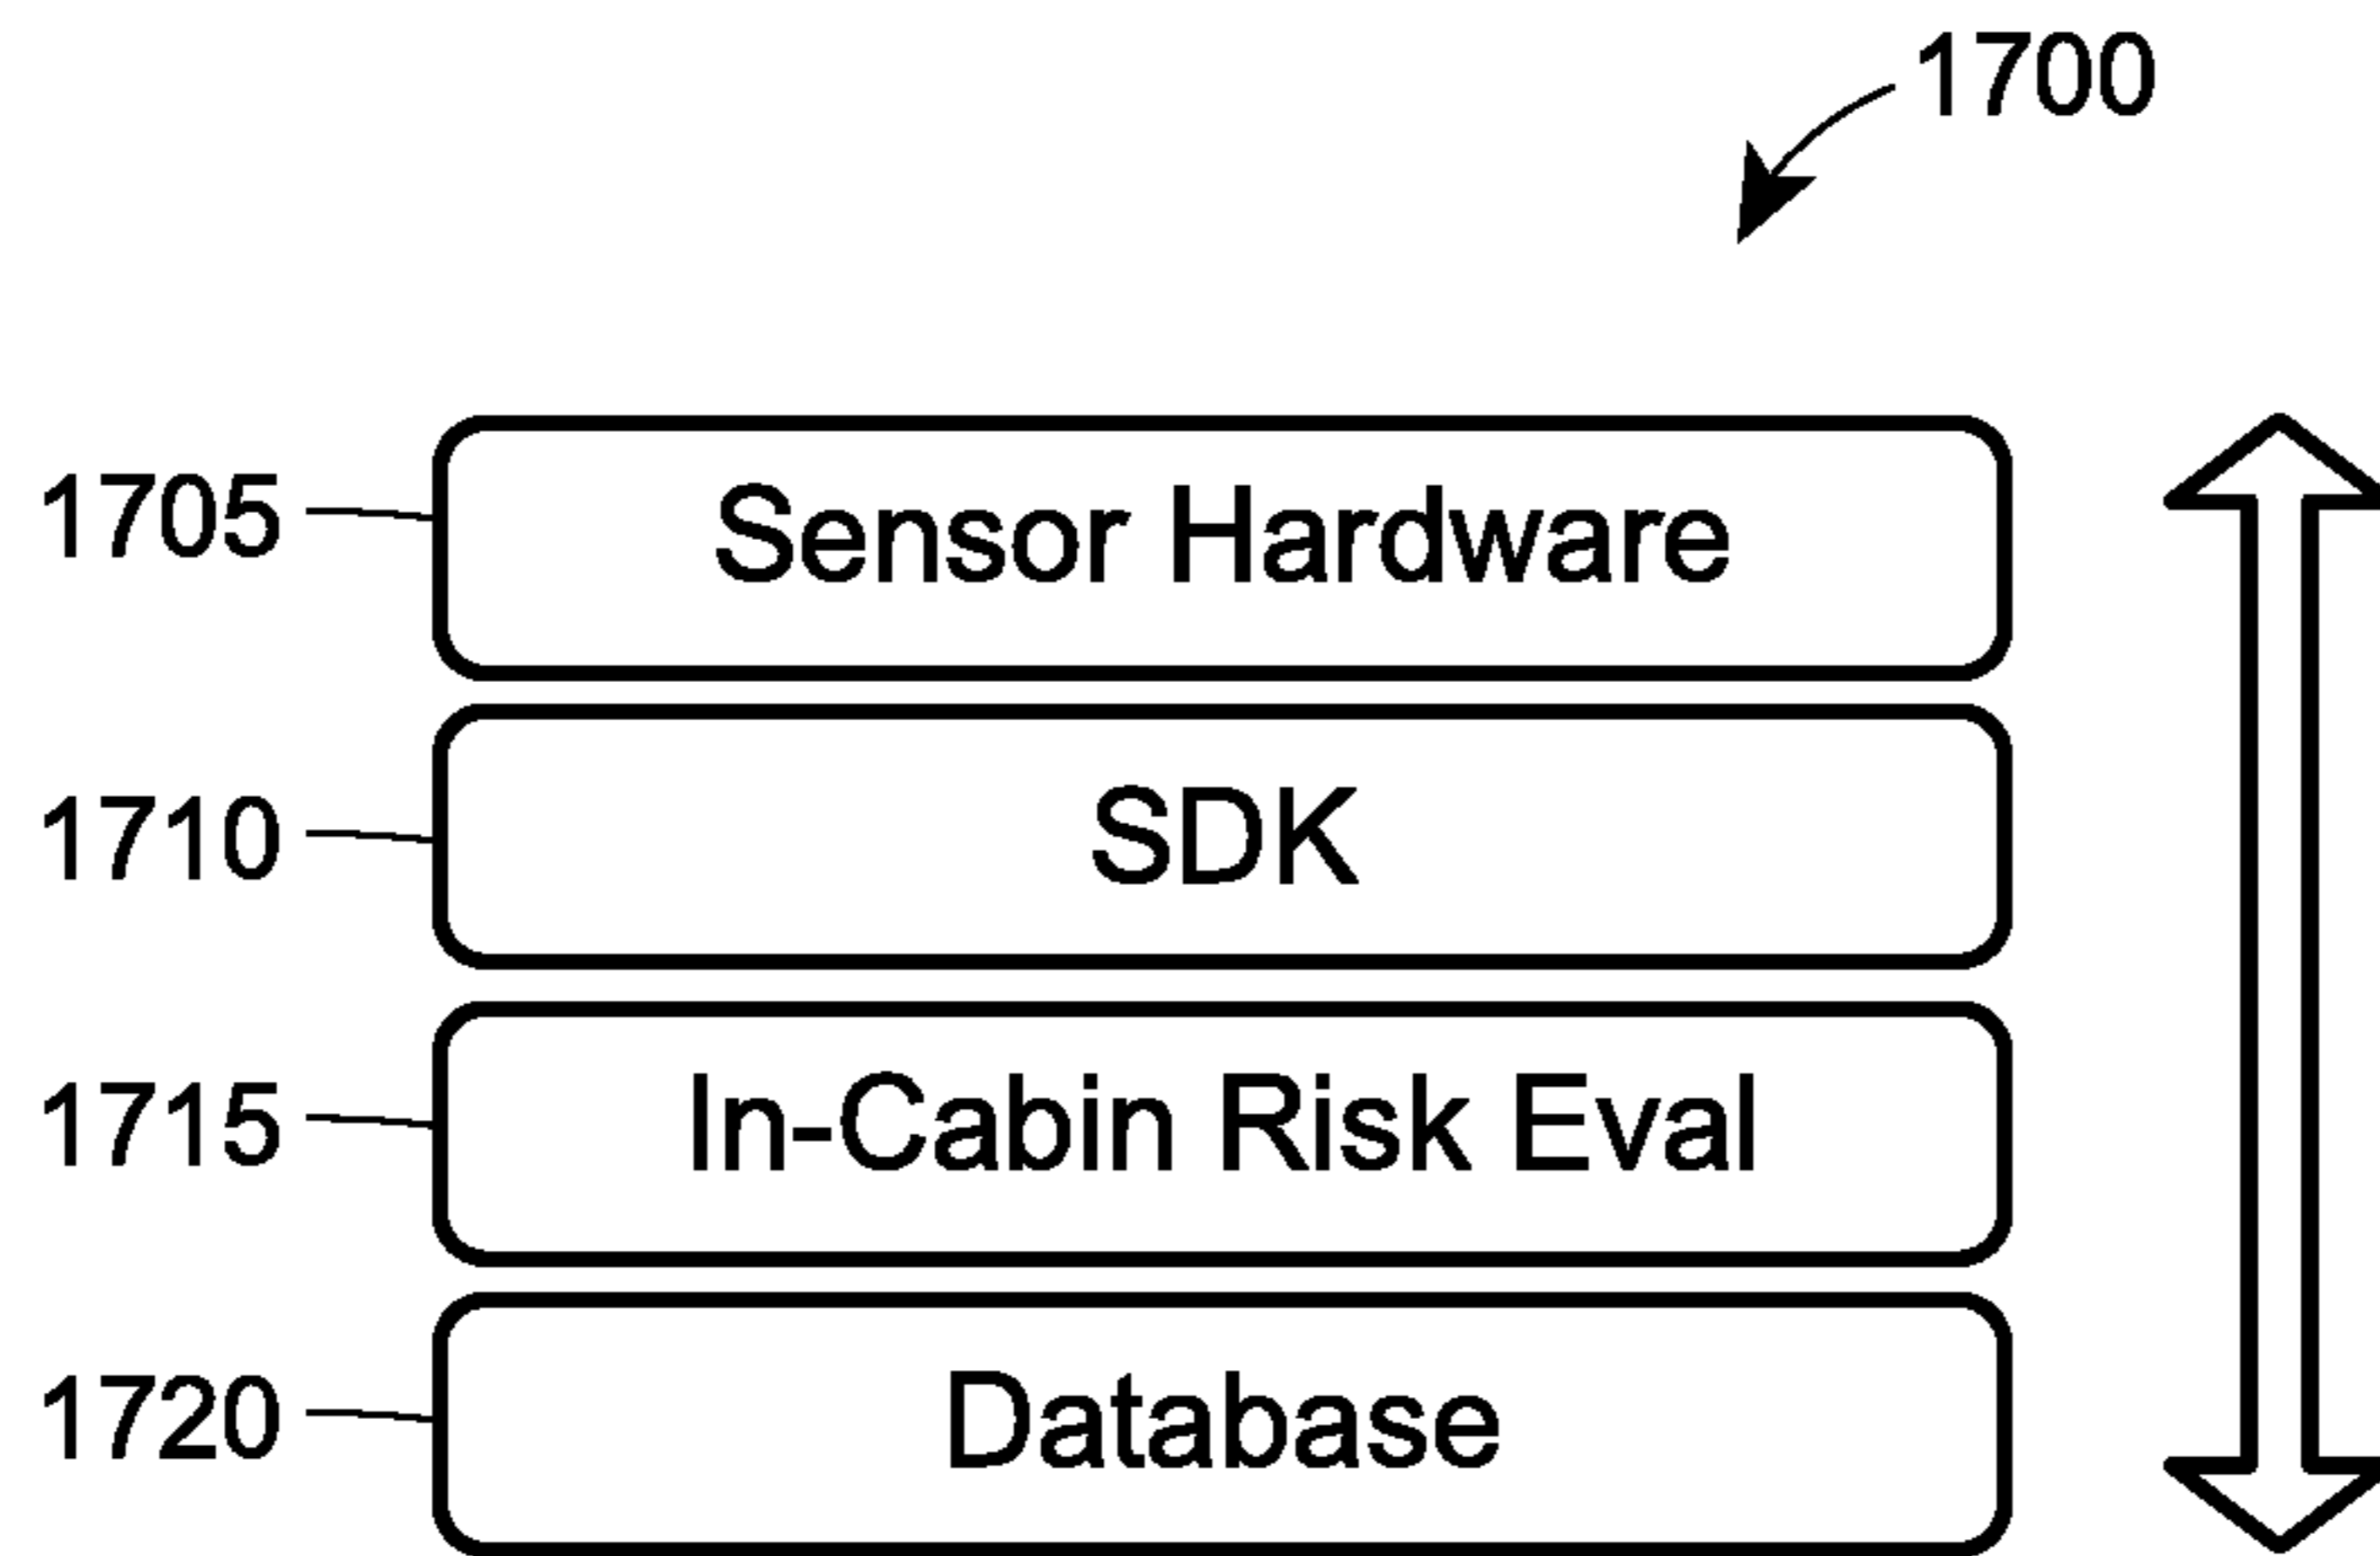 1700
1705 Sensor Hardware
1710 SDK
1715 In-Cabin Risk Eval
1720 Database